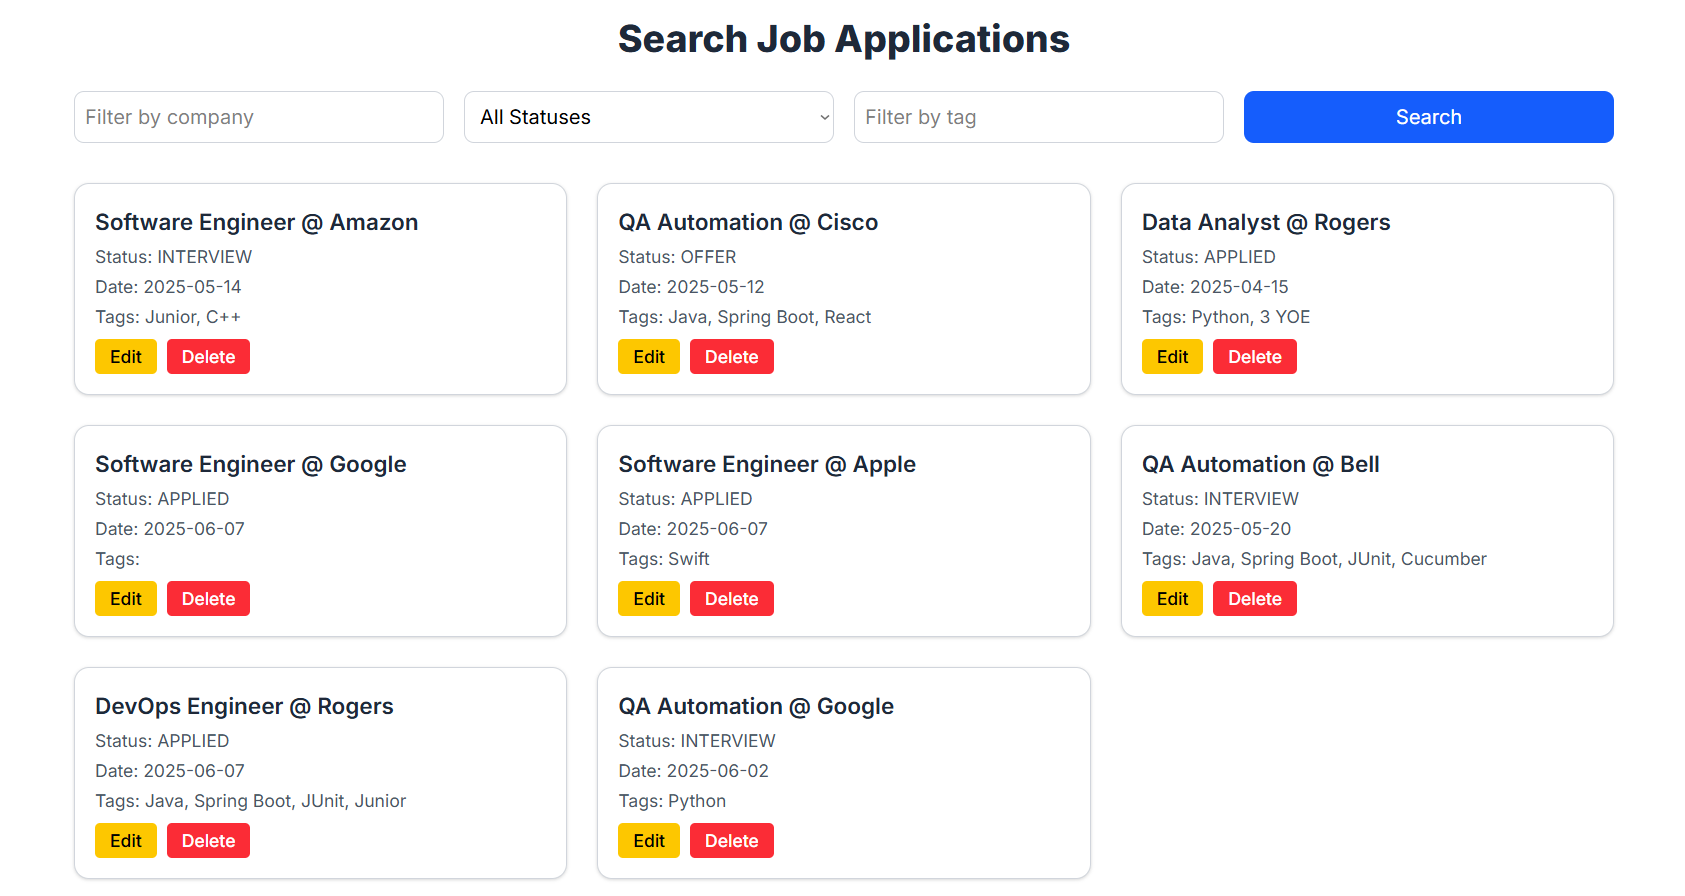 Search Job Applications
Filter by company
All Statuses
Filter by tag
Search
Software Engineer @ Amazon
Status: INTERVIEW
Date: 2025-05-14
Tags: Junior, C++
Edit
Delete
QA Automation @ Cisco
Status: OFFER
Date: 2025-05-12
Tags: Java, Spring Boot, React
Edit
Delete
Data Analyst @ Rogers
Status: APPLIED
Date: 2025-04-15
Tags: Python, 3 YOE
Edit
Delete
Software Engineer @ Google
Status: APPLIED
Date: 2025-06-07
Tags:
Edit
Delete
Software Engineer @ Apple
Status: APPLIED
Date: 2025-06-07
Tags: Swift
Edit
Delete
QA Automation @ Bell
Status: INTERVIEW
Date: 2025-05-20
Tags: Java, Spring Boot, JUnit, Cucumber
Edit
Delete
DevOps Engineer @ Rogers
Status: APPLIED
Date: 2025-06-07
Tags: Java, Spring Boot, JUnit, Junior
Edit
Delete
QA Automation @ Google
Status: INTERVIEW
Date: 2025-06-02
Tags: Python
Edit
Delete